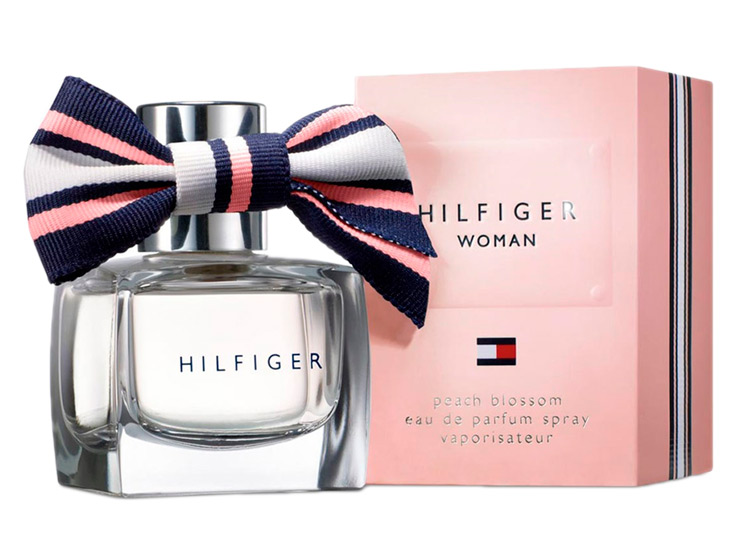 HILFIGER
HILFIGER
WOMAN
peach blossom
eau de parfum spray
vaporisateur